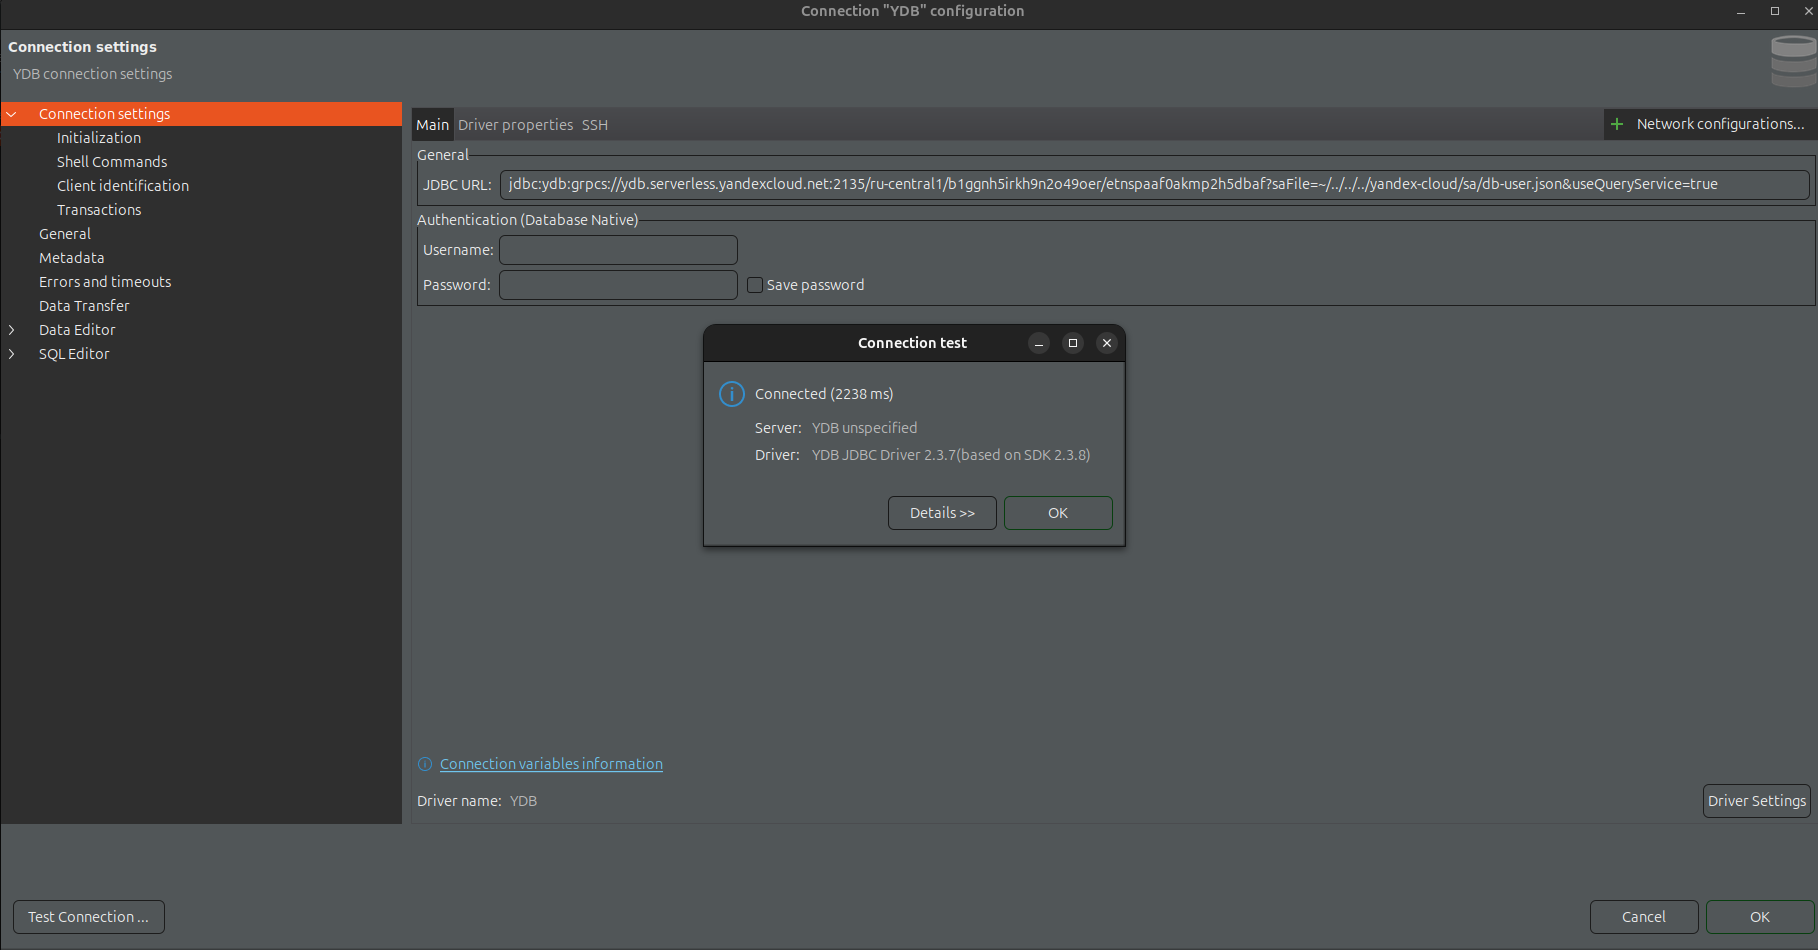 Connection "YDB" configuration
Connection settings
YDB connection settings
Connection settings
Initialization
Shell Commands
Client identification
Transactions
General
Metadata
Errors and timeouts
Data Transfer
Data Editor
SQL Editor
Main Driver properties SSH
Network configurations...
General
JDBC URL: jdbc:ydb:grpcs://ydb.serverless.yandexcloud.net:2135/ru-central1/b1ggnh5irkh9n2o49oer/etnspaaf0akmp2h5dbaf?saFile=~/../../../yandex-cloud/sa/db-user.json&useQueryService=true
Authentication (Database Native)
Username:
Password:
Save password
Connection test
Connected (2238 ms)
Server: YDB unspecified
Driver: YDB JDBC Driver 2.3.7(based on SDK 2.3.8)
Details >> OK
Connection variables information
Driver name: YDB
Driver Settings
Test Connection ...
Cancel OK